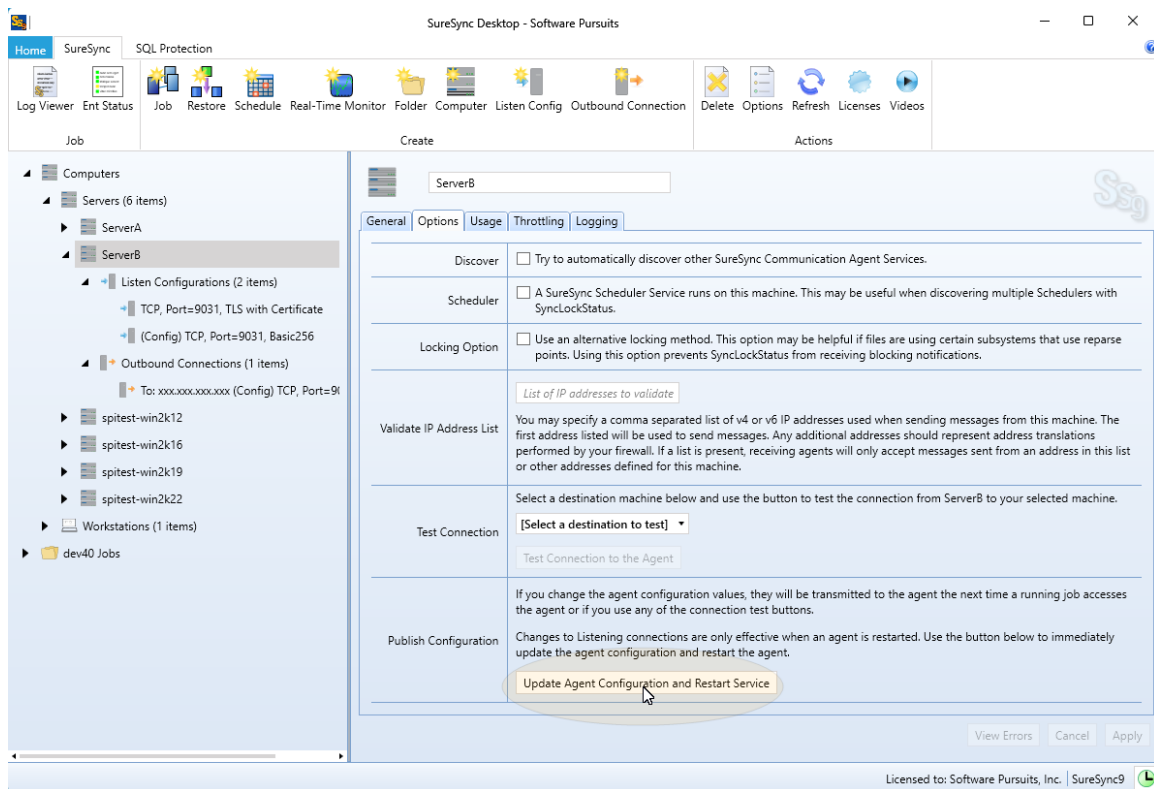 SureSync Desktop - Software Pursuits
Home SureSync SQL Protection
Log Viewer Ent Status Job Restore Schedule Real-Time Monitor Folder Computer Listen Config Outbound Connection Delete Options Refresh Licenses Videos
Job Create Actions
Computers
Servers (6 items)
ServerA
ServerB
Listen Configurations (2 items)
TCP, Port=9031, TLS with Certificate
(Config) TCP, Port=9031, Basic256
Outbound Connections (1 items)
To: xxx.xxx.xxx.xxx (Config) TCP, Port=90
spitest-win2k12
spitest-win2k16
spitest-win2k19
spitest-win2k22
Workstations (1 items)
dev40 Jobs
ServerB
Ss9
General Options Usage Throttling Logging
Discover
Try to automatically discover other SureSync Communication Agent Services.
Scheduler
A SureSync Scheduler Service runs on this machine. This may be useful when discovering multiple Schedulers with
SyncLockStatus.
Locking Option
Use an alternative locking method. This option may be helpful if files are using certain subsystems that use reparse
points. Using this option prevents SyncLockStatus from receiving blocking notifications.
Validate IP Address List
List of IP addresses to validate
You may specify a comma separated list of v4 or v6 IP addresses used when sending messages from this machine. The
first address listed will be used to send messages. Any additional addresses should represent address translations
performed by your firewall. If a list is present, receiving agents will only accept messages sent from an address in this list
or other addresses defined for this machine.
Test Connection
Select a destination machine below and use the button to test the connection from ServerB to your selected machine.
[Select a destination to test]
Test Connection to the Agent
Publish Configuration
If you change the agent configuration values, they will be transmitted to the agent the next time a running job accesses
the agent or if you use any of the connection test buttons.
Changes to Listening connections are only effective when an agent is restarted. Use the button below to immediately
update the agent configuration and restart the agent.
Update Agent Configuration and Restart Service
View Errors Cancel Apply
Licensed to: Software Pursuits, Inc. SureSync9